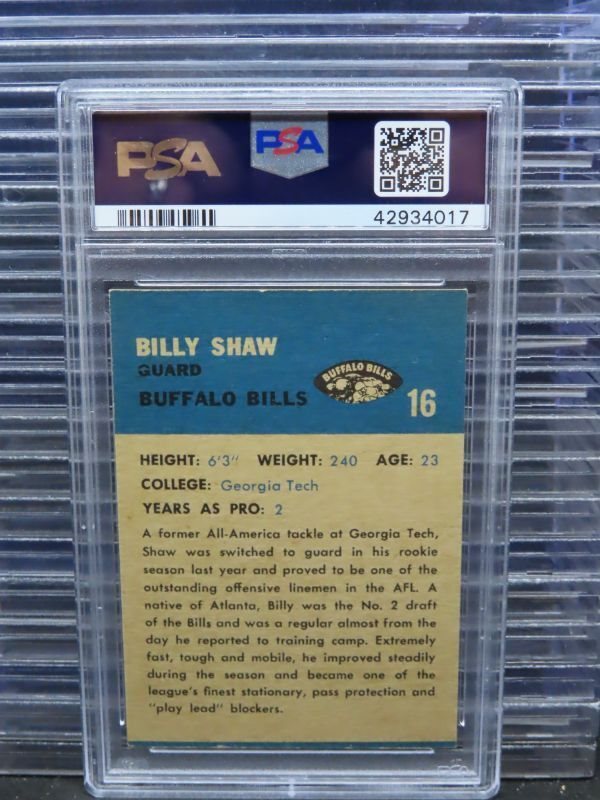 PSA PSA
42934017
BILLY SHAW
GUARD
BUFFALO BILLS
BUFFALO BILLS
16
HEIGHT: 6'3" WEIGHT: 240 AGE: 23
COLLEGE: Georgia Tech
YEARS AS PRO: 2
A former All-America tackle at Georgia Tech,
Shaw was switched to guard in his rookie
season last year and proved to be one of the
outstanding offensive linemen in the AFL. A
native of Atlanta, Billy was the No. 2 draft
of the Bills and was a regular almost from the
day he reported to training camp. Extremely
fast, tough and mobile, he improved steadily
during the season and became one of the
league's finest stationary, pass protection and
"play lead" blockers.